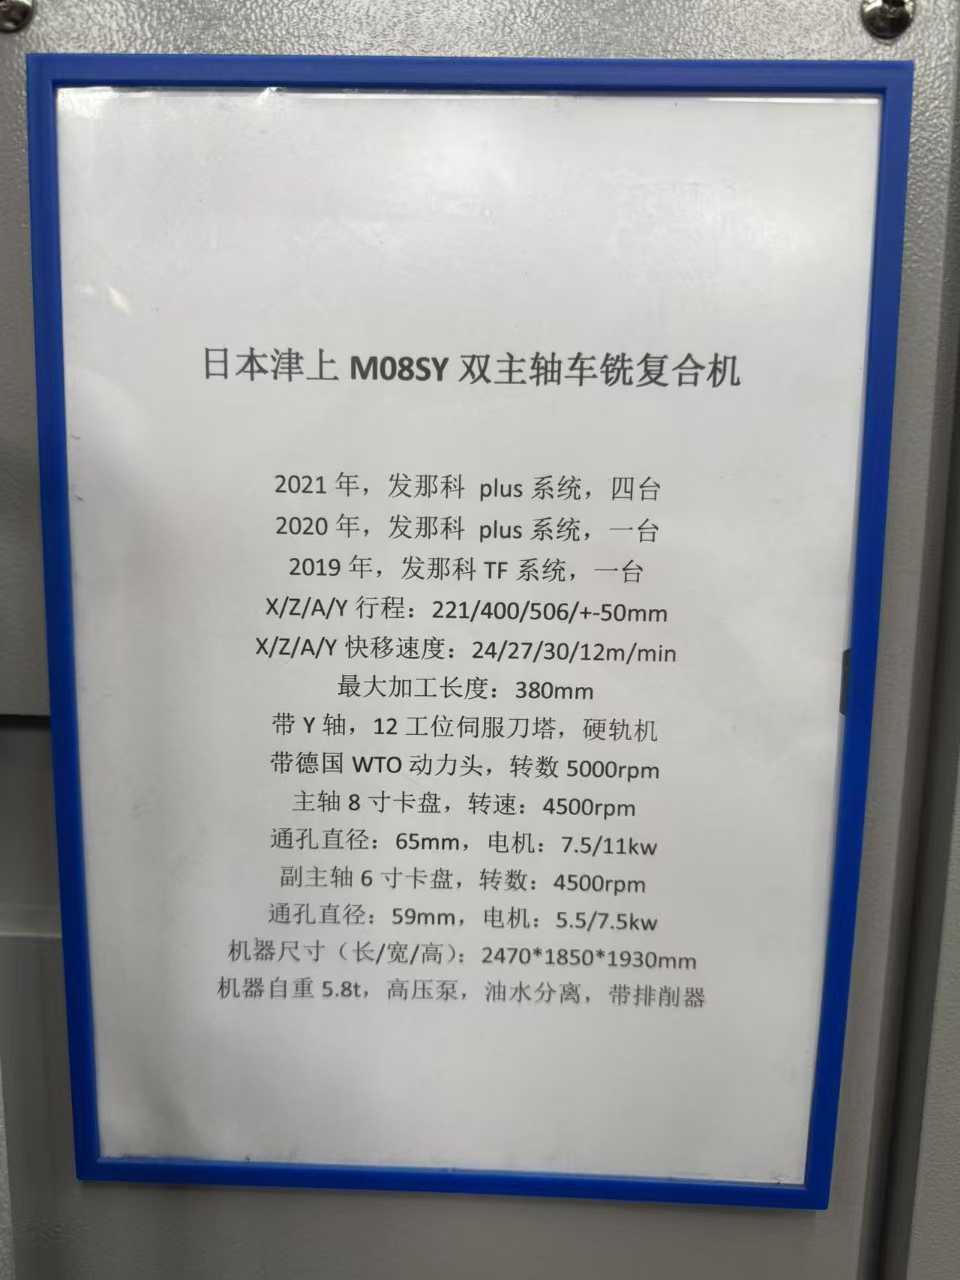 日本津上 M08SY 双主轴车铣复合机
2021 年，发那科 plus 系统，四台
2020 年，发那科 plus 系统，一台
2019 年，发那科 TF 系统，一台
X/Z/A/Y 行程：221/400/506/+-50mm
X/Z/A/Y 快移速度：24/27/30/12m/min
最大加工长度：380mm
带 Y 轴，12 工位伺服刀塔，硬轨机
带德国 WTO 动力头，转数 5000rpm
主轴 8 寸卡盘，转速：4500rpm
通孔直径：65mm，电机：7.5/11kw
副主轴 6 寸卡盘，转数：4500rpm
通孔直径：59mm，电机：5.5/7.5kw
机器尺寸（长/宽/高）：2470*1850*1930mm
机器自重 5.8t，高压泵，油水分离，带排削器